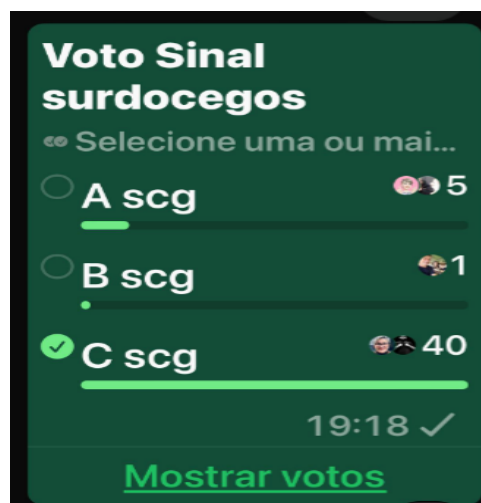 Voto Sinal
surdocegos
Selecione uma ou mai...
A scg 5
B scg 1
C scg 40
19:18
Mostrar votos